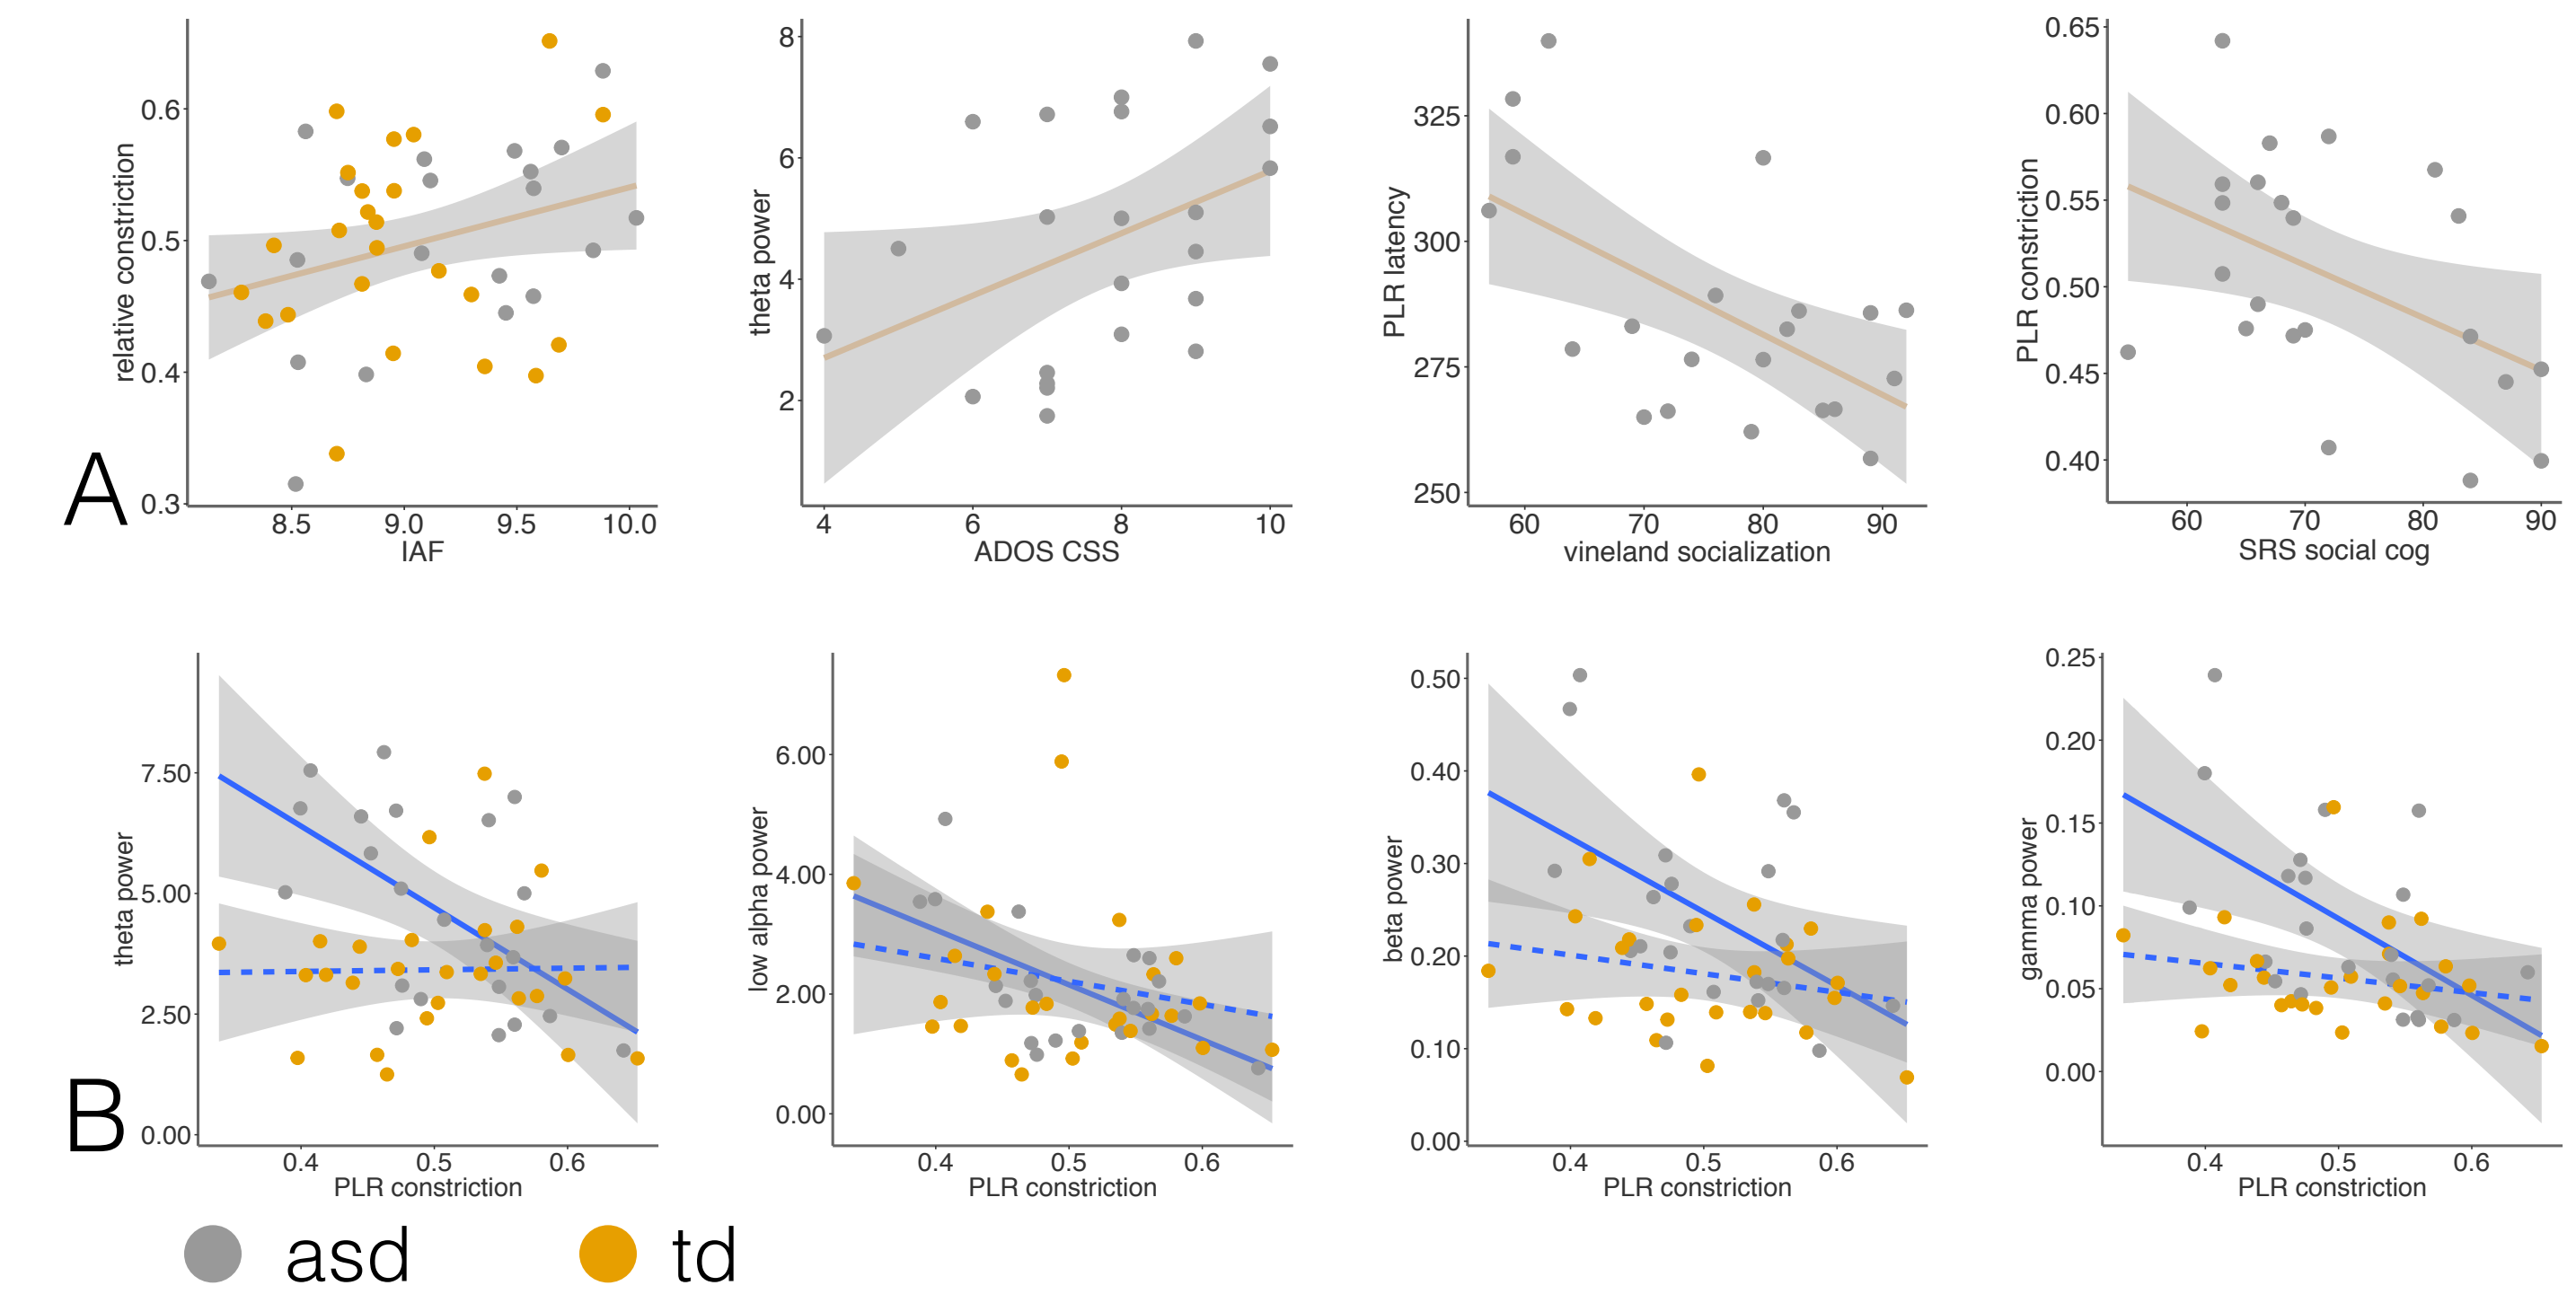 relative constriction
0.6
0.5
0.4
0.3
8.5 9.0 9.5 10.0
IAF
theta power
8
6
4
2
4 6 8 10
ADOS CSS
PLR latency
325
300
275
250
60 70 80 90
vineland socialization
PLR constriction
0.65
0.60
0.55
0.50
0.45
0.40
60 70 80 90
SRS social cog
A
theta power
7.50
5.00
2.50
0.00
0.4 0.5 0.6
PLR constriction
low alpha power
6.00
4.00
2.00
0.00
0.4 0.5 0.6
PLR constriction
beta power
0.50
0.40
0.30
0.20
0.10
0.00
0.4 0.5 0.6
PLR constriction
gamma power
0.25
0.20
0.15
0.10
0.05
0.00
0.4 0.5 0.6
PLR constriction
B
asd td